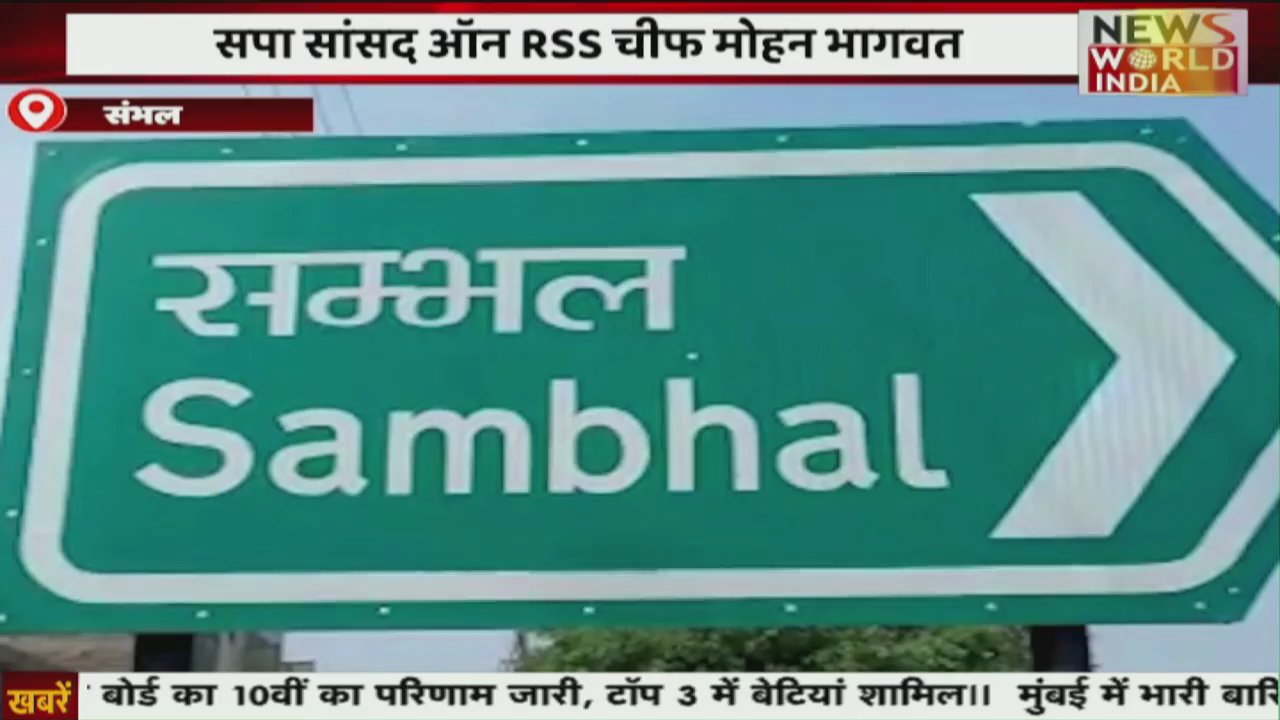 सपा सांसद ऑन RSS चीफ मोहन भागवत
NEWS
WORLD
INDIA
संभल
सम्भल
Sambhal
खबरें
बोर्ड का 10वीं का परिणाम जारी, टॉप 3 में बेटियां शामिल।। मुंबई में भारी